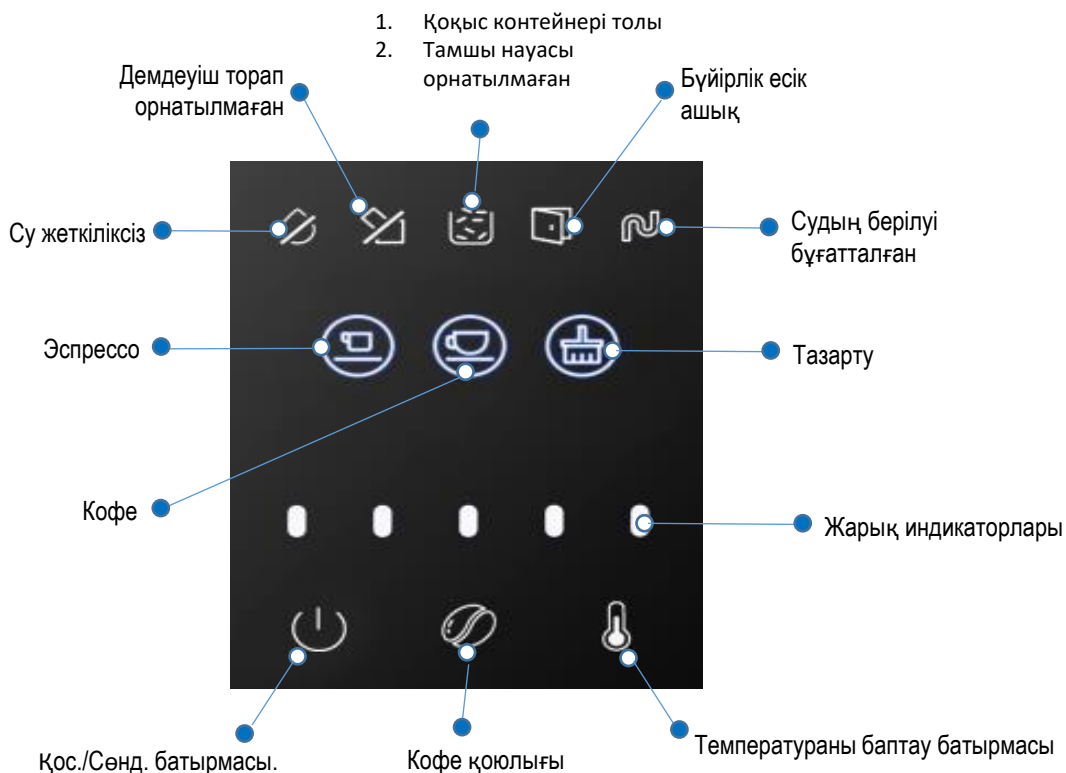 1. Қоқыс контейнері толы
2. Тамшы науасы
орнатылмаған
Демдеуіш торап
орнатылмаған
Бүйірлік есік
ашық
Су жеткіліксіз
Судың берілуі
бұғатталған
Эспрессо
Тазарту
Кофе
Жарық индикаторлары
Қос./Сөнд. батырмасы.
Кофе қоюлығы
Температураны баптау батырмасы